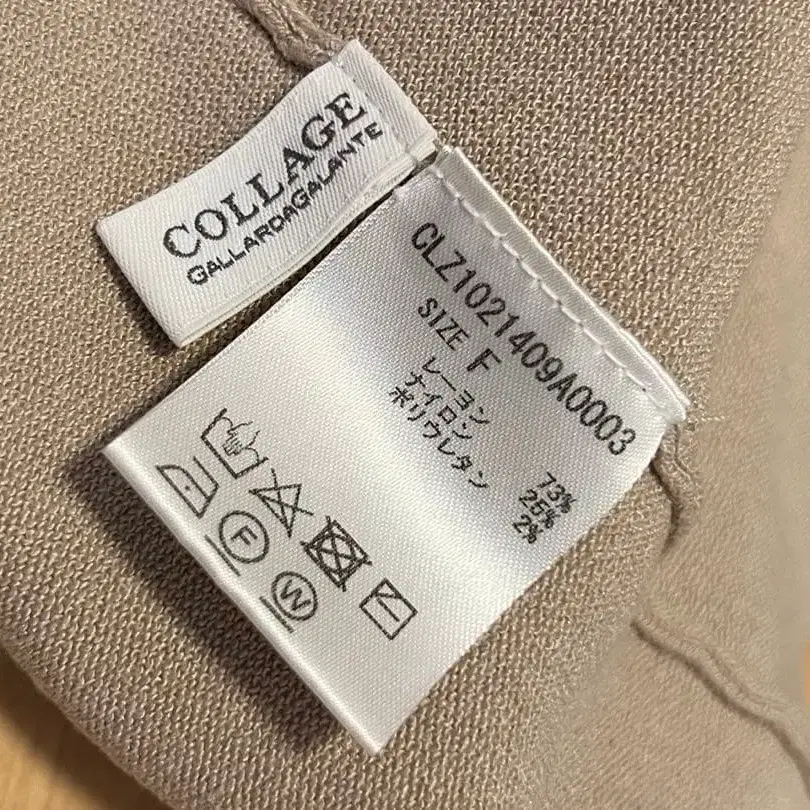 COLLAGE
GALLARDAGALANTE
CLZ1021409A0003
SIZE F
レーヨン 73%
ナイロン 25%
ポリウレタン 2%
F
W